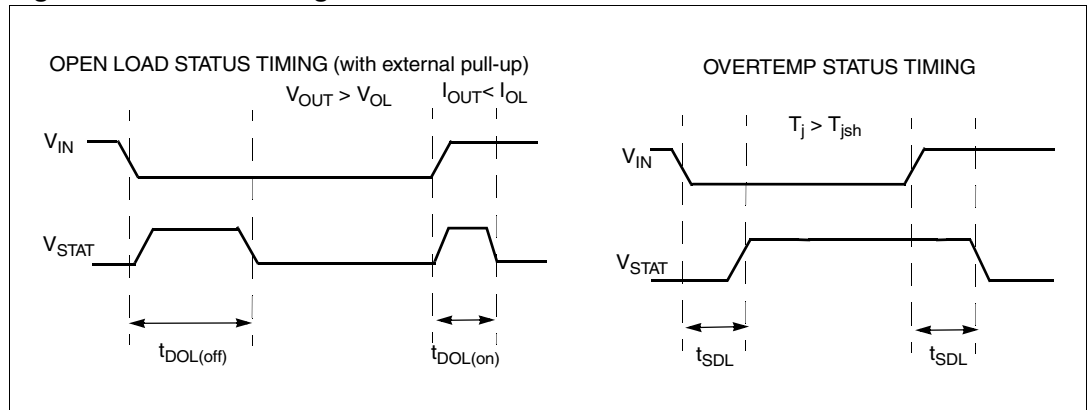 OPEN LOAD STATUS TIMING (with external pull-up)
V_OUT > V_OL
I_OUT < I_OL
V_IN
V_STAT
t_DOL(off)
t_DOL(on)
OVERTEMP STATUS TIMING
T_j > T_jsh
V_IN
V_STAT
t_SDL
t_SDL